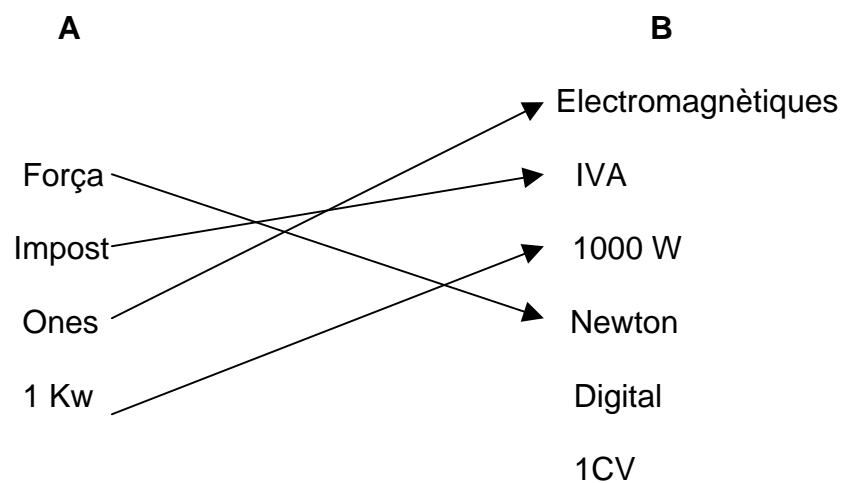 A B
Electromagnètiques
Força IVA
Impost 1000 W
Ones Newton
1 Kw Digital
1CV